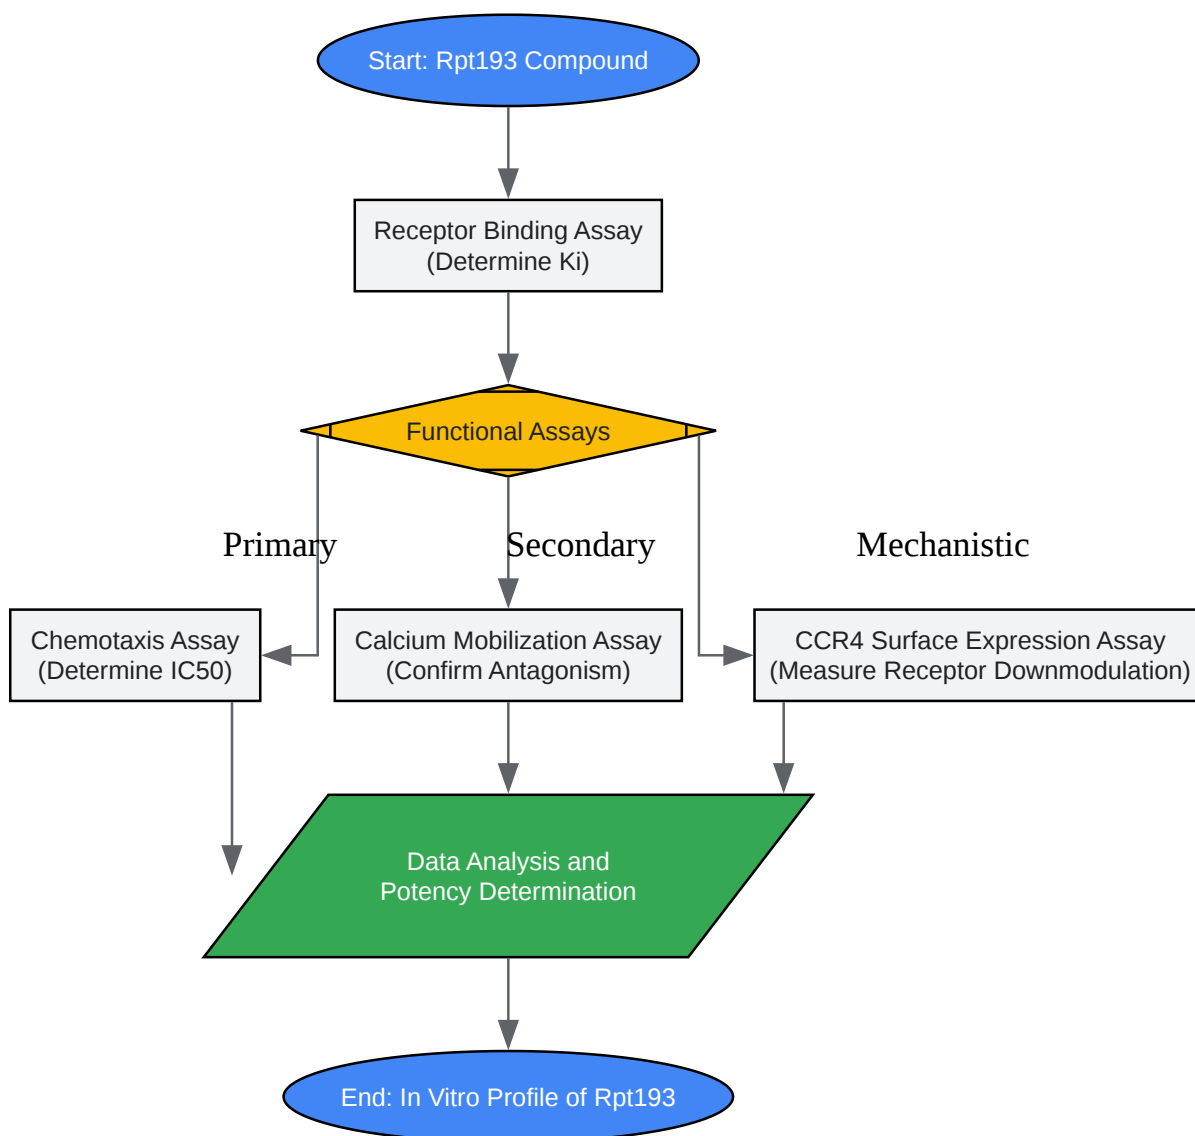 Start: Rpt193 Compound
Receptor Binding Assay
(Determine Ki)
Functional Assays
Primary
Secondary
Mechanistic
Chemotaxis Assay
(Determine IC50)
Calcium Mobilization Assay
(Confirm Antagonism)
CCR4 Surface Expression Assay
(Measure Receptor Downmodulation)
Data Analysis and
Potency Determination
End: In Vitro Profile of Rpt193